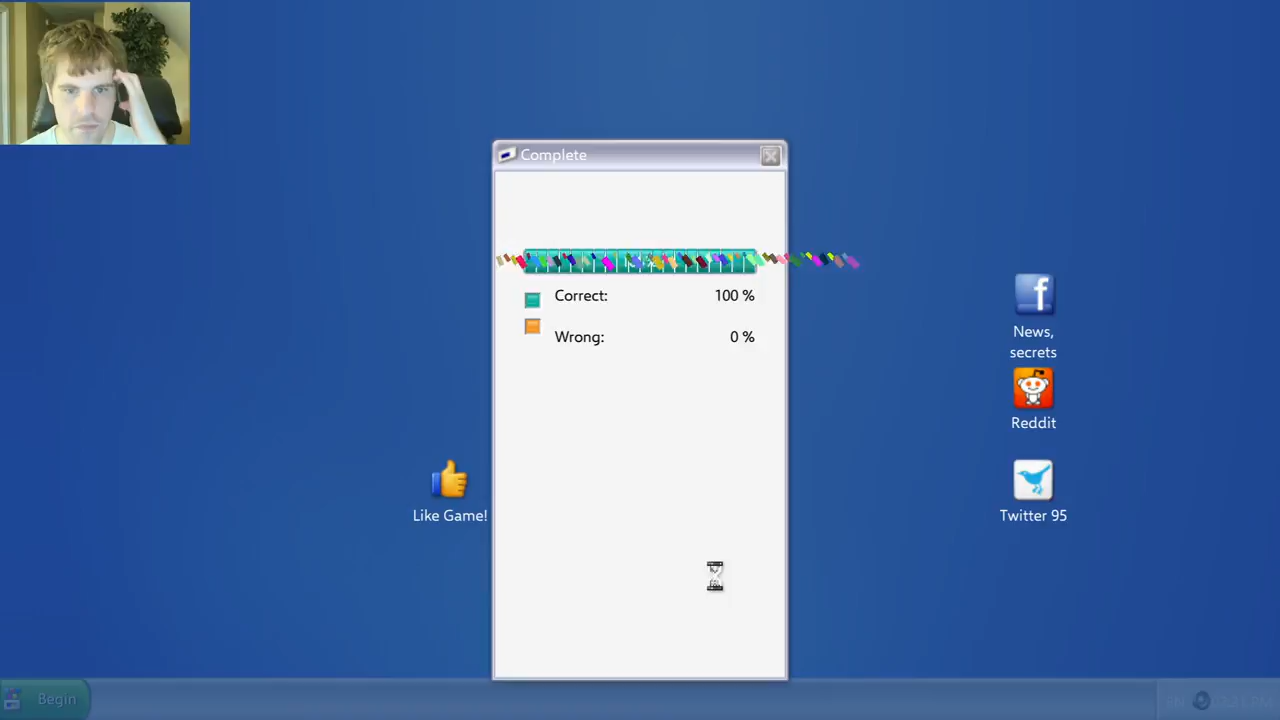 Complete
Correct: 100 %
Wrong: 0 %
News,
secrets
Reddit
Like Game!
Twitter 95
Begin